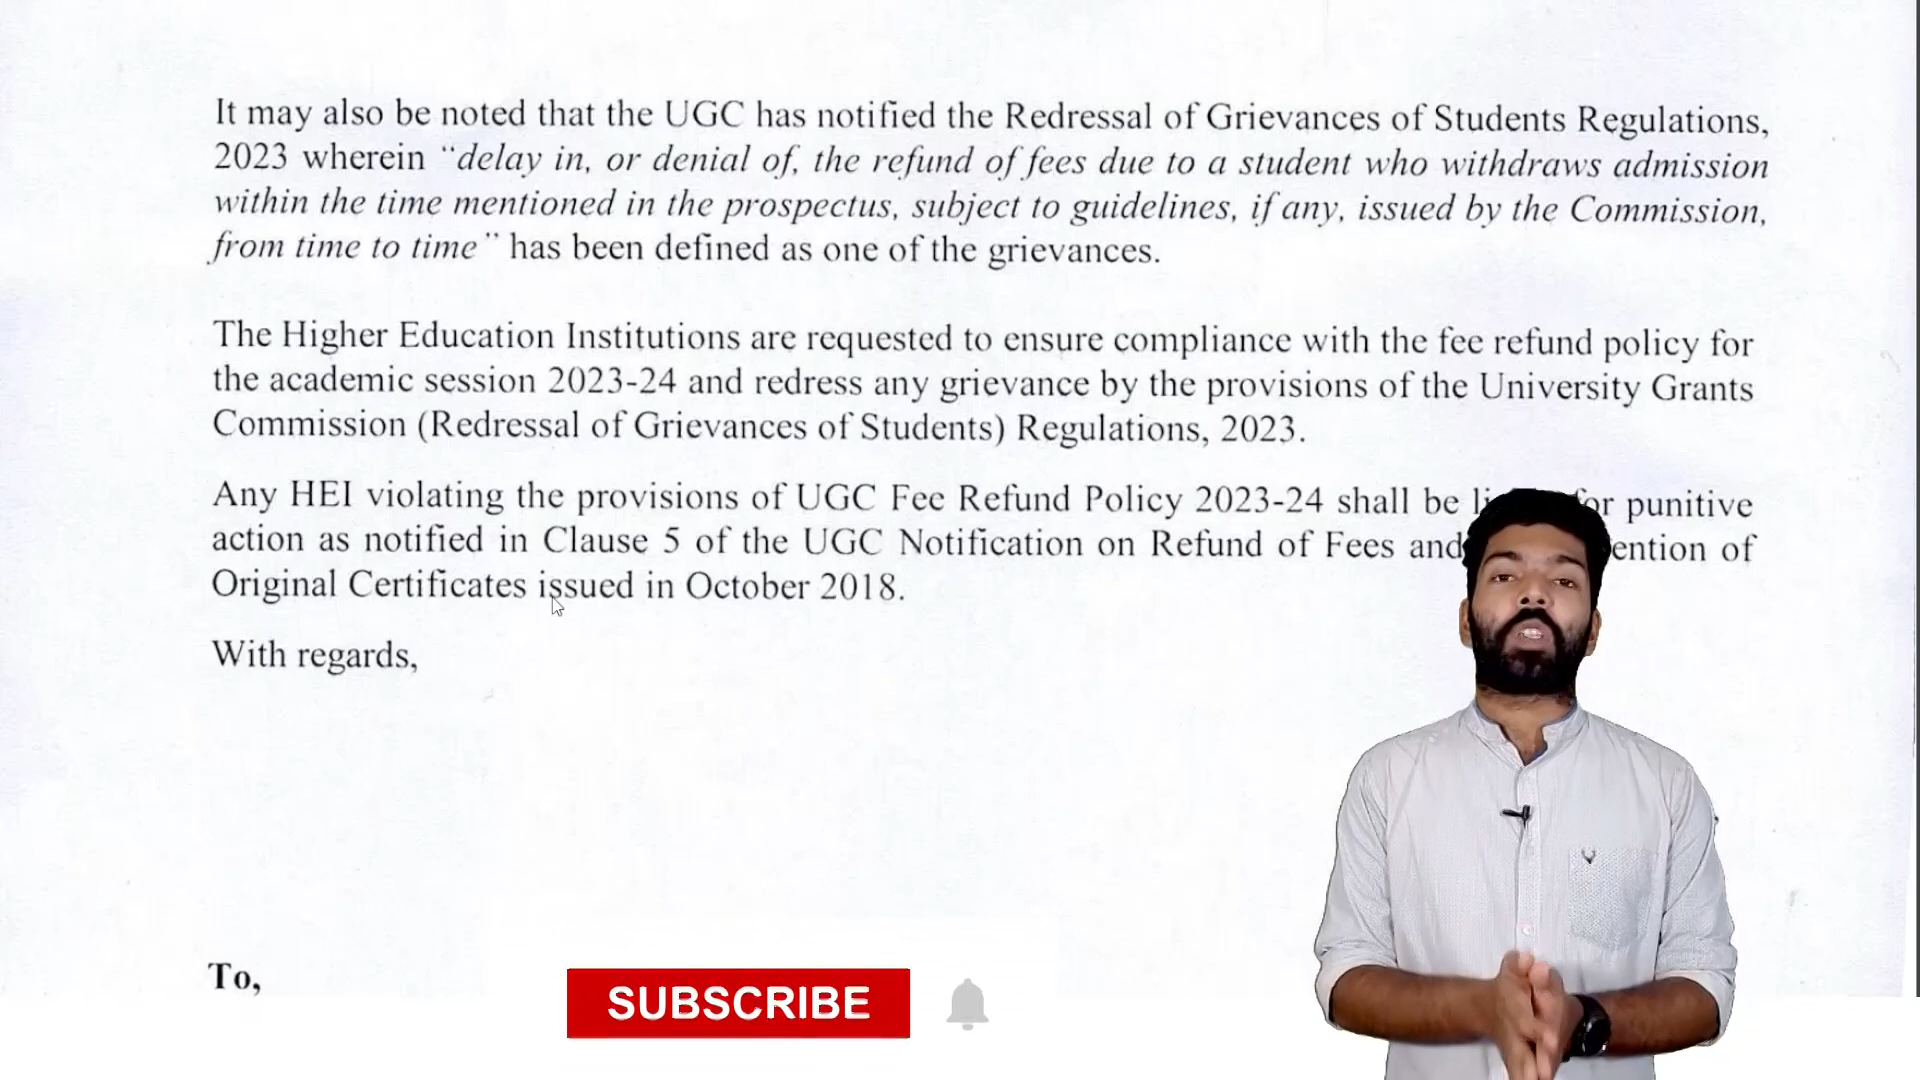 It may also be noted that the UGC has notified the Redressal of Grievances of Students Regulations,
2023 wherein “delay in, or denial of, the refund of fees due to a student who withdraws admission
within the time mentioned in the prospectus, subject to guidelines, if any, issued by the Commission,
from time to time” has been defined as one of the grievances.
The Higher Education Institutions are requested to ensure compliance with the fee refund policy for
the academic session 2023-24 and redress any grievance by the provisions of the University Grants
Commission (Redressal of Grievances of Students) Regulations, 2023.
Any HEI violating the provisions of UGC Fee Refund Policy 2023-24 shall be for punitive
action as notified in Clause 5 of the UGC Notification on Refund of Fees and of
Original Certificates issued in October 2018.
With regards,
To,
SUBSCRIBE